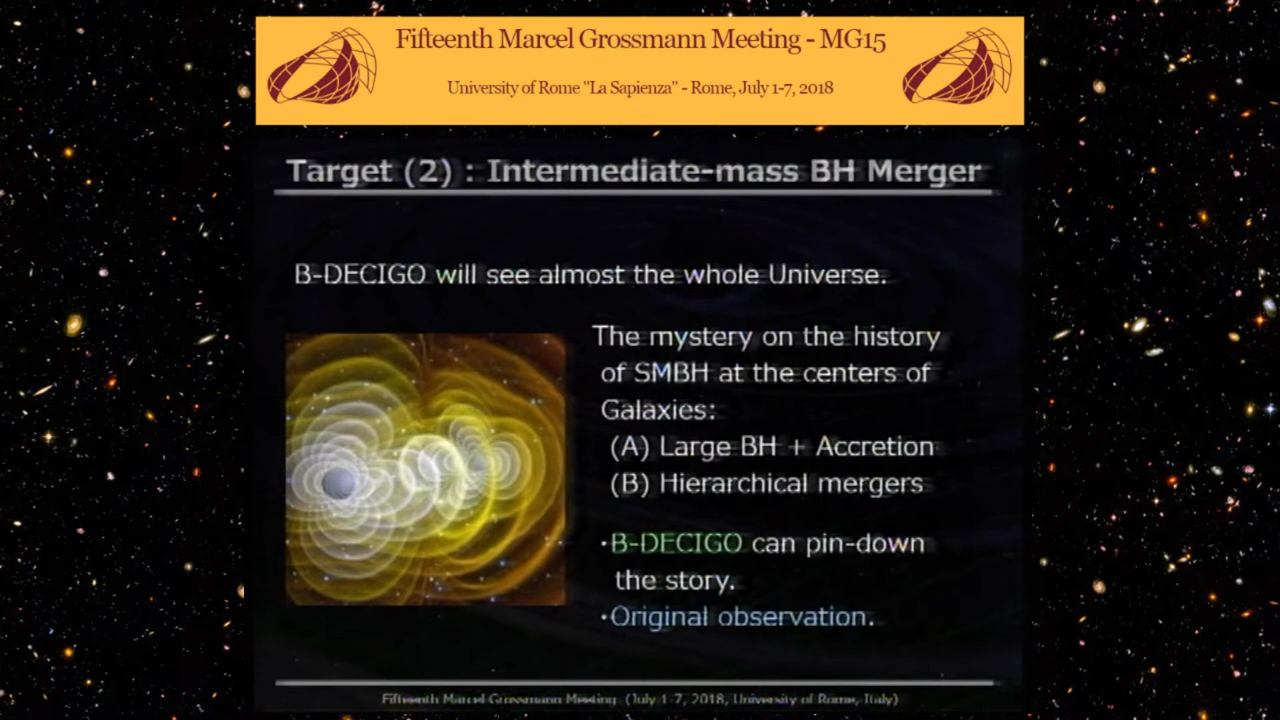 Fifteenth Marcel Grossmann Meeting - MG15
University of Rome "La Sapienza" - Rome, July 1-7, 2018
Target (2) : Intermediate-mass BH Merger
B-DECIGO will see almost the whole Universe.
The mystery on the history
of SMBH at the centers of
Galaxies:
(A) Large BH + Accretion
(B) Hierarchical mergers
・B-DECIGO can pin-down
the story.
・Original observation.
Fifteenth Marcel Grossmann Meeting (July 1-7, 2018, University of Rome, Italy)